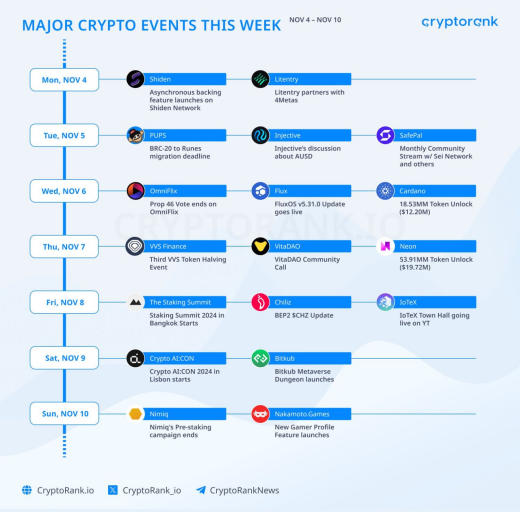 MAJOR CRYPTO EVENTS THIS WEEK
NOV 4 – NOV 10
cryptorank
Mon, NOV 4
Shiden
Asynchronous backing
feature launches on
Shiden Network
Litentry
Litentry partners with
4Metas
Tue, NOV 5
PUPS
BRC-20 to Runes
migration deadline
Injective
Injective's discussion
about AUSD
SafePal
Monthly Community
Stream w/ Sei Network
and others
Wed, NOV 6
OmniFlix
Prop 46 Vote ends on
OmniFlix
Flux
FluxOS v5.31.0 Update
goes live
Cardano
18.53MM Token Unlock
($12.20M)
CRYPTORANK.IO
Thu, NOV 7
VVS Finance
Third VVS Token Halving
Event
VitaDAO
VitaDAO Community
Call
Neon
53.91MM Token Unlock
($19.72M)
Fri, NOV 8
The Staking Summit
Staking Summit 2024 in
Bangkok Starts
Chiliz
BEP2 $CHZ Update
IoTeX
IoTeX Town Hall going
live on YT
Sat, NOV 9
Crypto AI:CON
Crypto AI:CON 2024 in
Lisbon starts
Bitkub
Bitkub Metaverse
Dungeon launches
Sun, NOV 10
Nimiq
Nimiq's Pre-staking
campaign ends
Nakamoto.Games
New Gamer Profile
Feature launches
CryptoRank.io
CryptoRank_io
CryptoRankNews